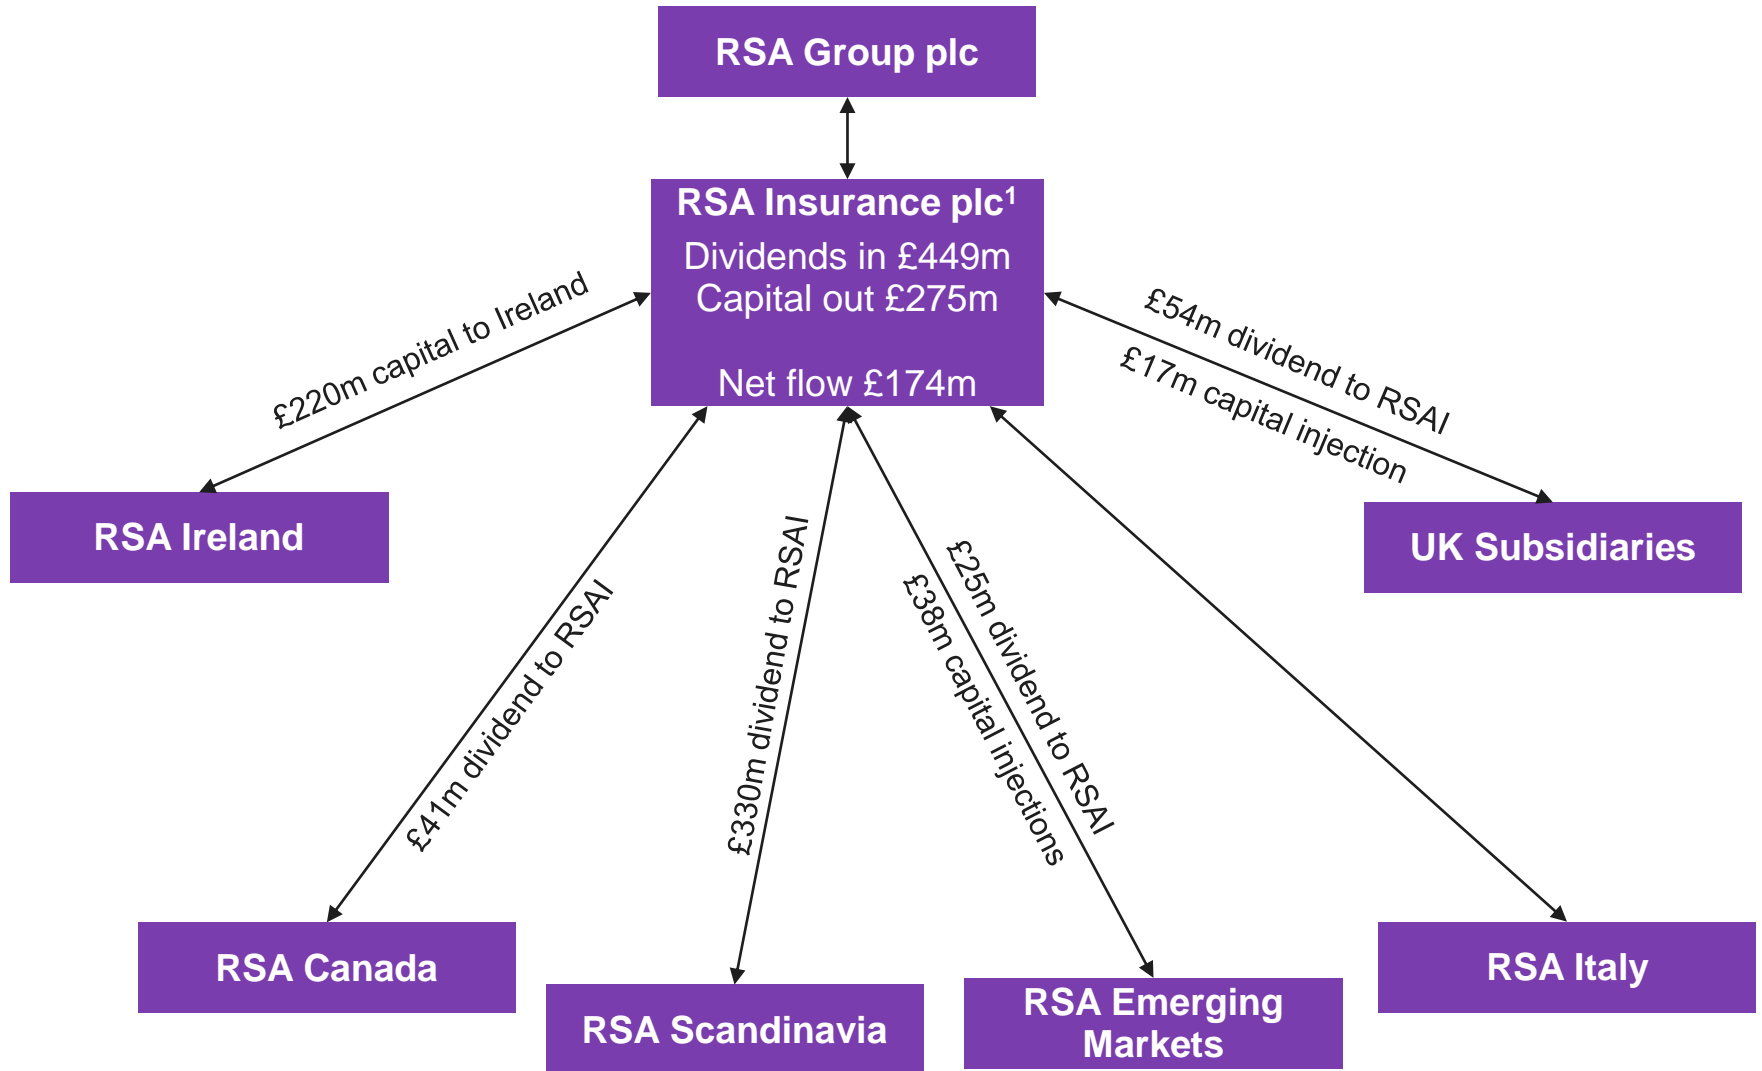 RSA Group plc
RSA Insurance plc¹
Dividends in £449m
Capital out £275m
Net flow £174m
£220m capital to Ireland
£54m dividend to RSAI
£17m capital injection
RSA Ireland
UK Subsidiaries
£41m dividend to RSAI
£330m dividend to RSAI
£25m dividend to RSAI
£38m capital injections
RSA Canada
RSA Scandinavia
RSA Emerging
Markets
RSA Italy